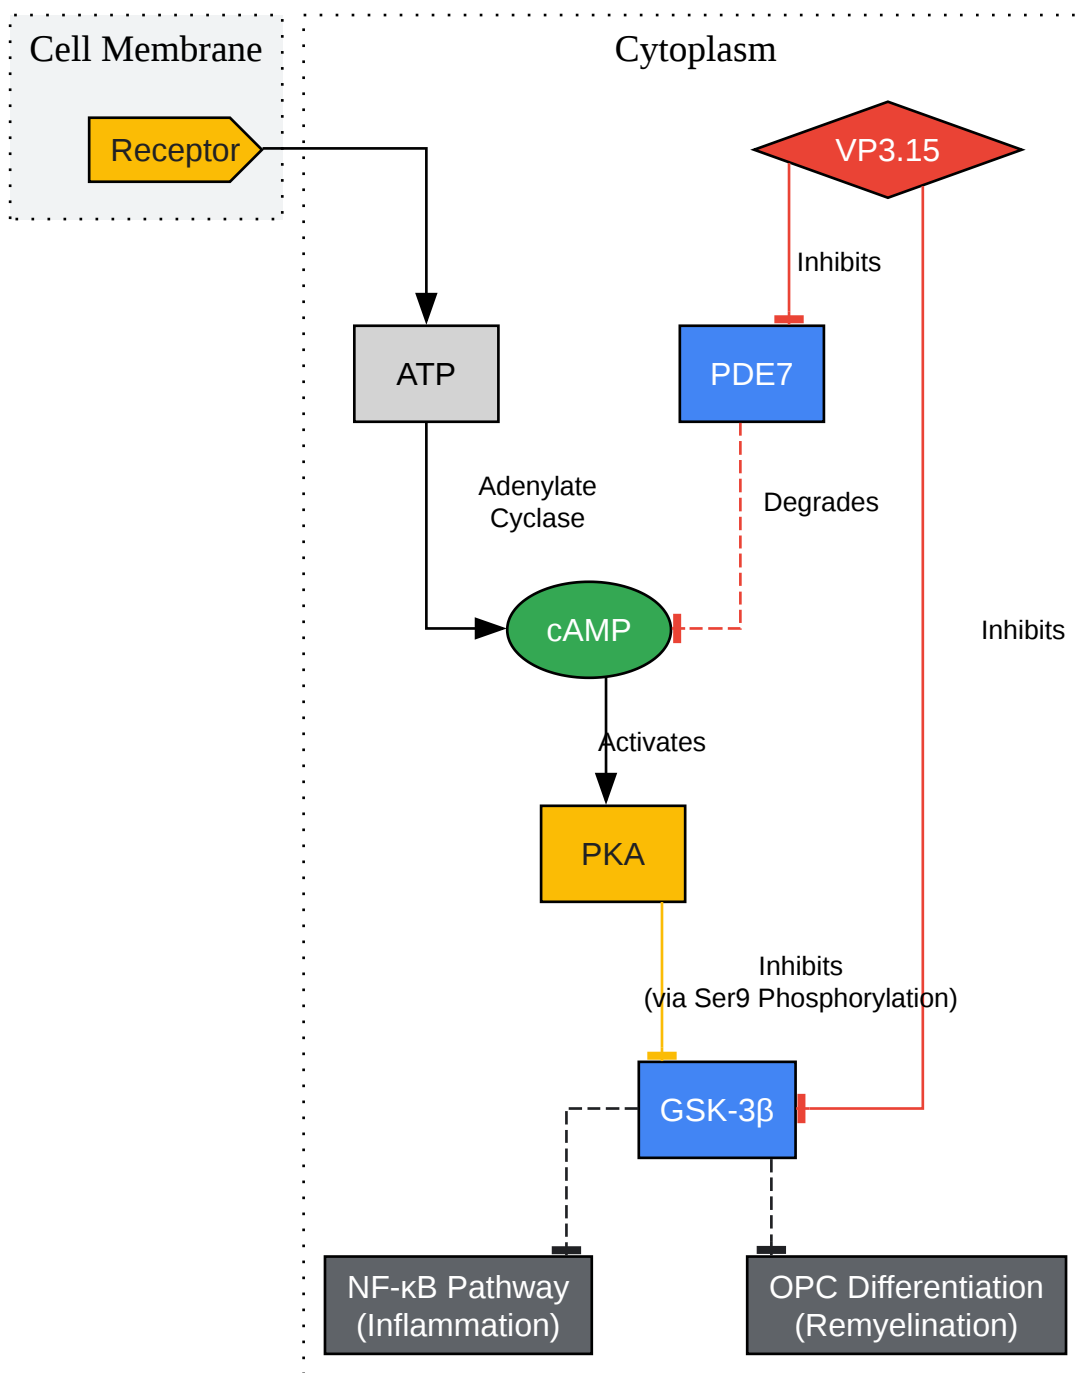 Cell Membrane
Cytoplasm
Receptor
VP3.15
Inhibits
ATP
PDE7
Adenylate
Cyclase
Degrades
cAMP
Inhibits
Activates
PKA
Inhibits
(via Ser9 Phosphorylation)
GSK-3β
NF-κB Pathway
(Inflammation)
OPC Differentiation
(Remyelination)